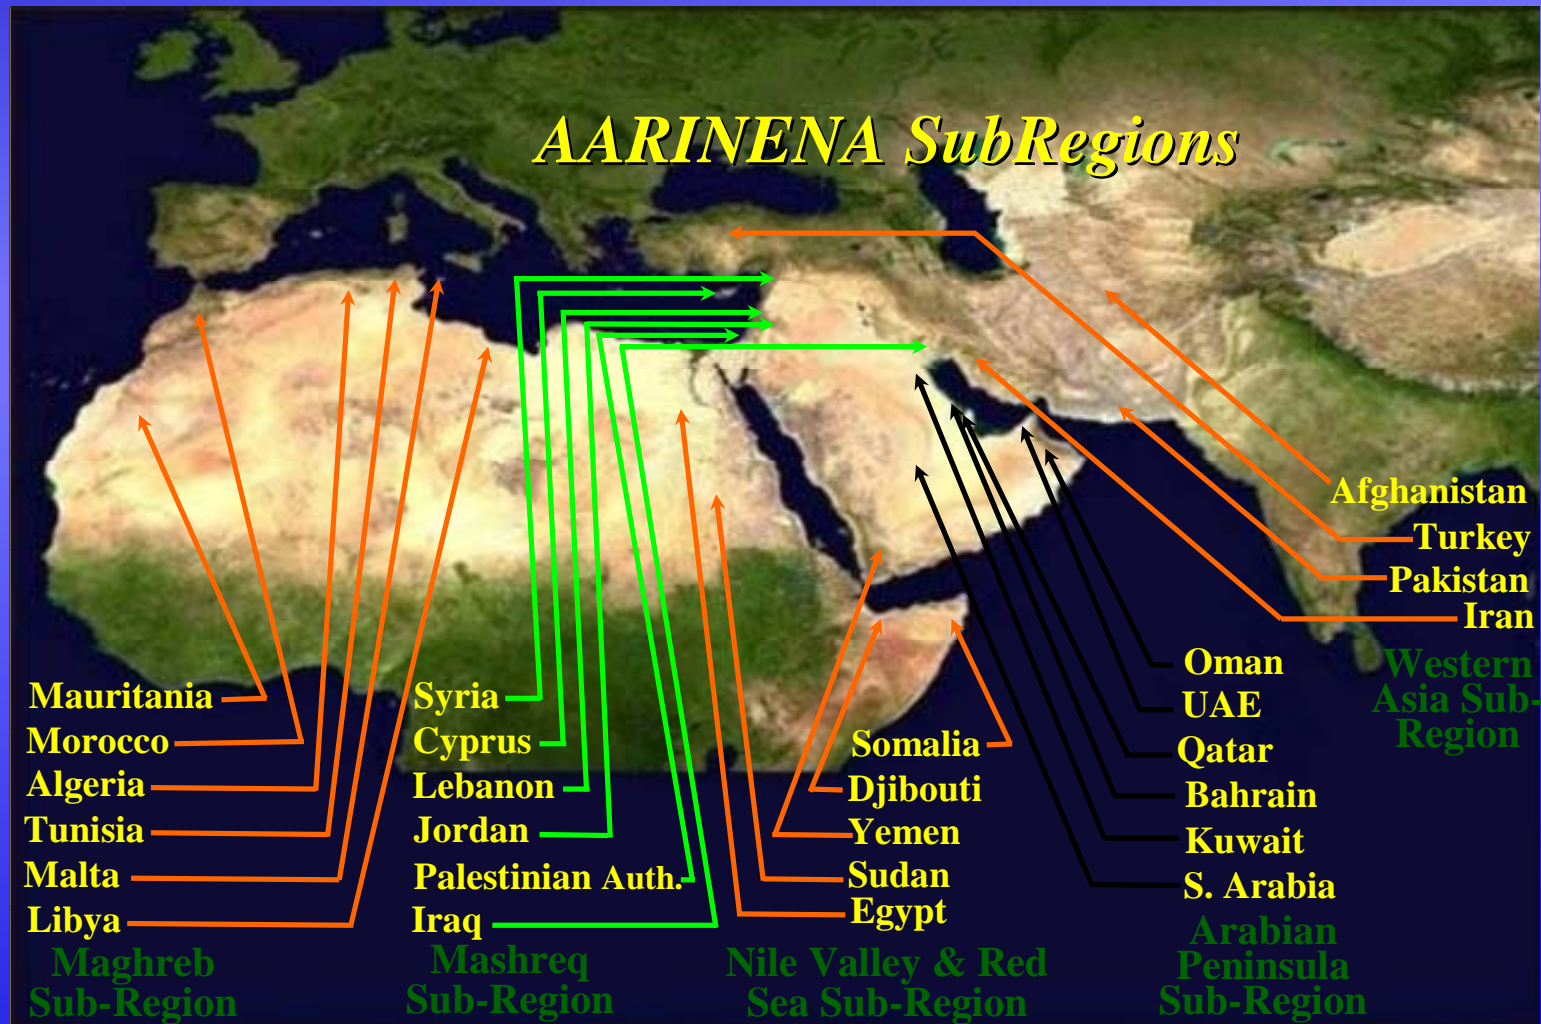 AARINENA SubRegions
Mauritania
Morocco
Algeria
Tunisia
Malta
Libya
Maghreb
Sub-Region
Syria
Cyprus
Lebanon
Jordan
Palestinian Auth.
Iraq
Mashreq
Sub-Region
Somalia
Djibouti
Yemen
Sudan
Egypt
Nile Valley & Red
Sea Sub-Region
Oman
UAE
Qatar
Bahrain
Kuwait
S. Arabia
Arabian
Peninsula
Sub-Region
Afghanistan
Turkey
Pakistan
Iran
Western
Asia Sub-
Region